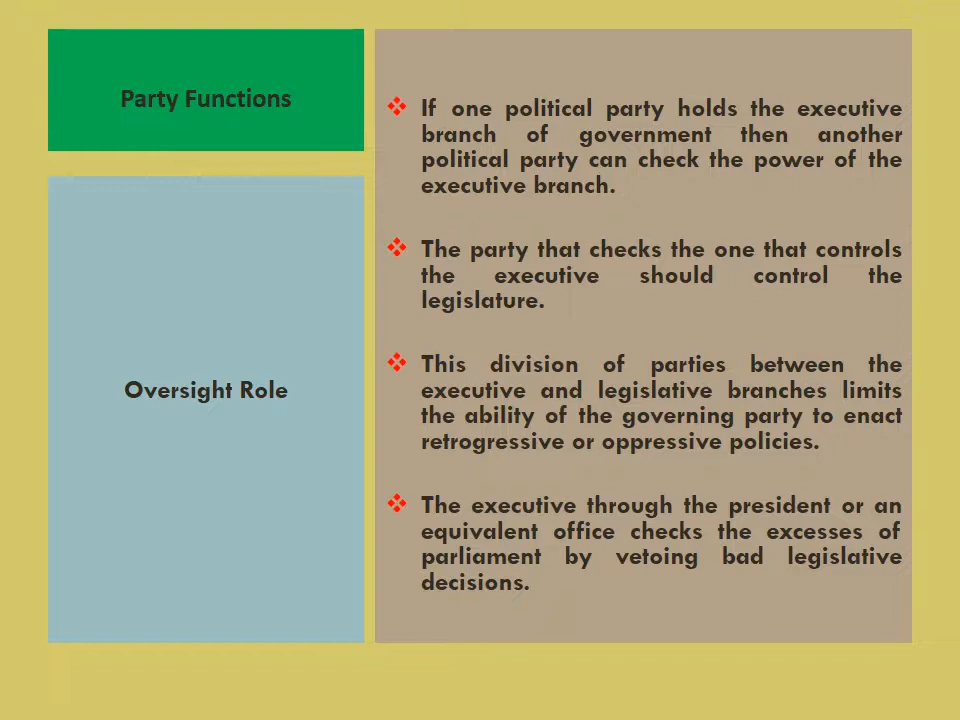 Party Functions
Oversight Role
❖ If one political party holds the executive
branch of government then another
political party can check the power of the
executive branch.
❖ The party that checks the one that controls
the executive should control the
legislature.
❖ This division of parties between the
executive and legislative branches limits
the ability of the governing party to enact
retrogressive or oppressive policies.
❖ The executive through the president or an
equivalent office checks the excesses of
parliament by vetoing bad legislative
decisions.